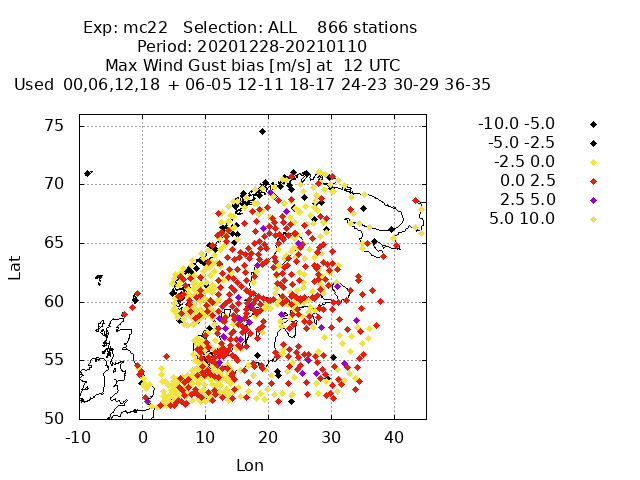 Exp: mc22   Selection: ALL    866 stations
Period: 20201228-20210110
Max Wind Gust bias [m/s] at  12 UTC
Used  00,06,12,18  + 06-05 12-11 18-17 24-23 30-29 36-35
-10.0 -5.0
-5.0 -2.5
-2.5 0.0
0.0 2.5
2.5 5.0
5.0 10.0
75
70
65
60
55
50
Lat
-10 0 10 20 30 40
Lon